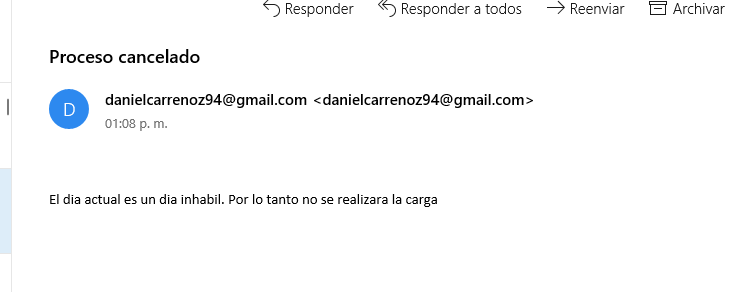 Responder Responder a todos Reenviar Archivar
Proceso cancelado
D
danielcarrenoz94@gmail.com <danielcarrenoz94@gmail.com>
01:08 p. m.
El dia actual es un dia inhabil. Por lo tanto no se realizara la carga